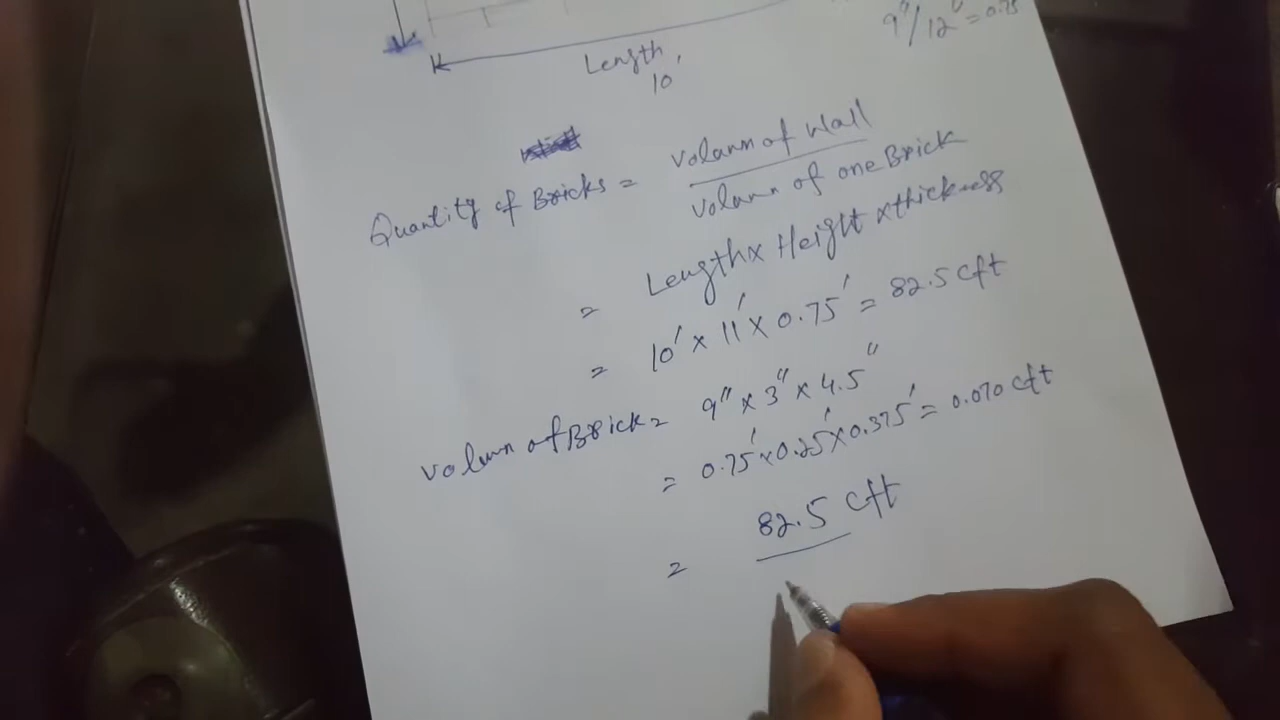 9"/12" = 0.75
Length
10'
Quantity of Bricks = Volamm of Wall
Volamn of one Brick
= Length x Height x thickness
= 10' x 11' x 0.75' = 82.5 cft
Volumn of Brick = 9" x 3" x 4.5"
= 0.75' x 0.25' x 0.375' = 0.070 cft
= 82.5 cft